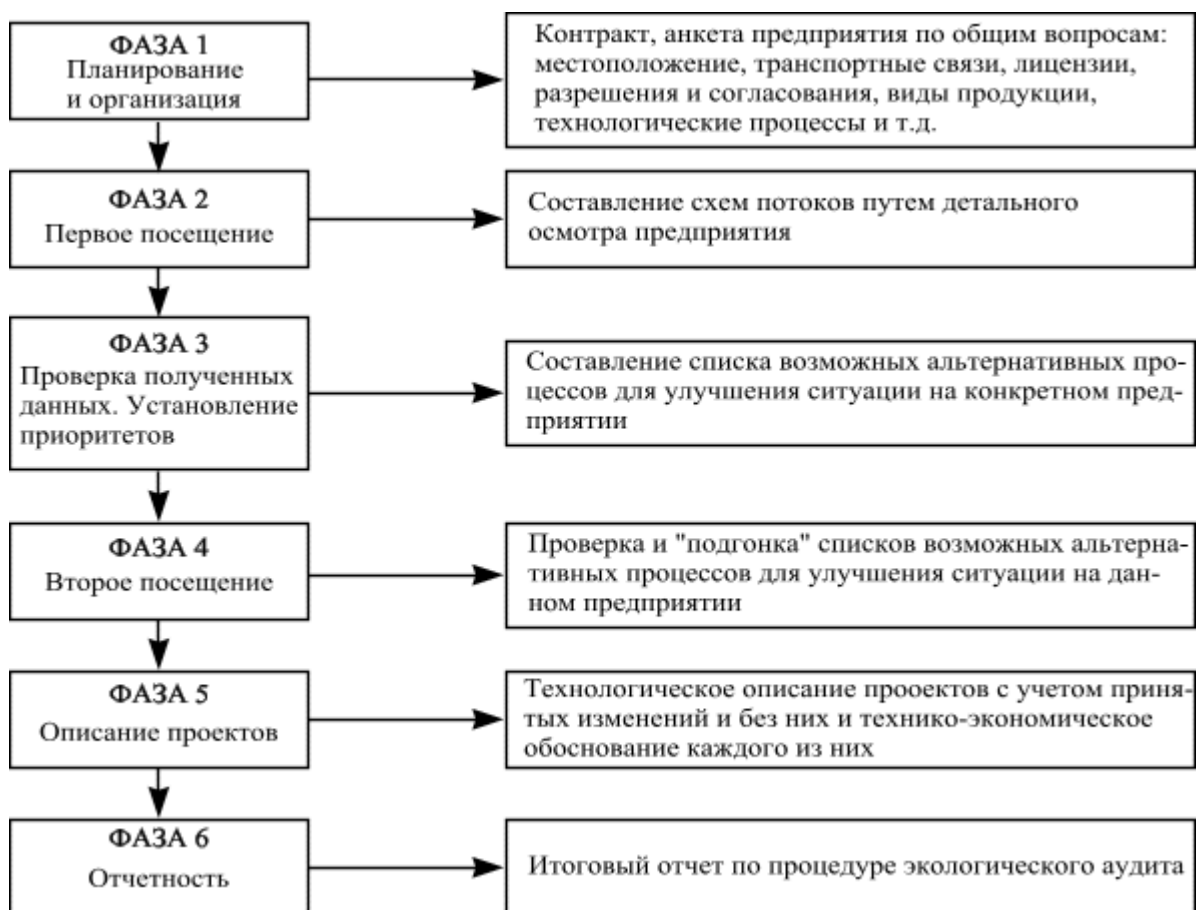 ФАЗА 1
Планирование
и организация
Контракт, анкета предприятия по общим вопросам:
местоположение, транспортные связи, лицензии,
разрешения и согласования, виды продукции,
технологические процессы и т.д.
ФАЗА 2
Первое посещение
Составление схем потоков путем детального
осмотра предприятия
ФАЗА 3
Проверка полученных
данных. Установление
приоритетов
Составление списка возможных альтернативных про-
цессов для улучшения ситуации на конкретном пред-
приятии
ФАЗА 4
Второе посещение
Проверка и "подгонка" списков возможных альтерна-
тивных процессов для улучшения ситуации на дан-
ном предприятии
ФАЗА 5
Описание проектов
Технологическое описание прооектов с учетом приня-
тых изменений и без них и технико-экономическое
обоснование каждого из них
ФАЗА 6
Отчетность
Итоговый отчет по процедуре экологического аудита